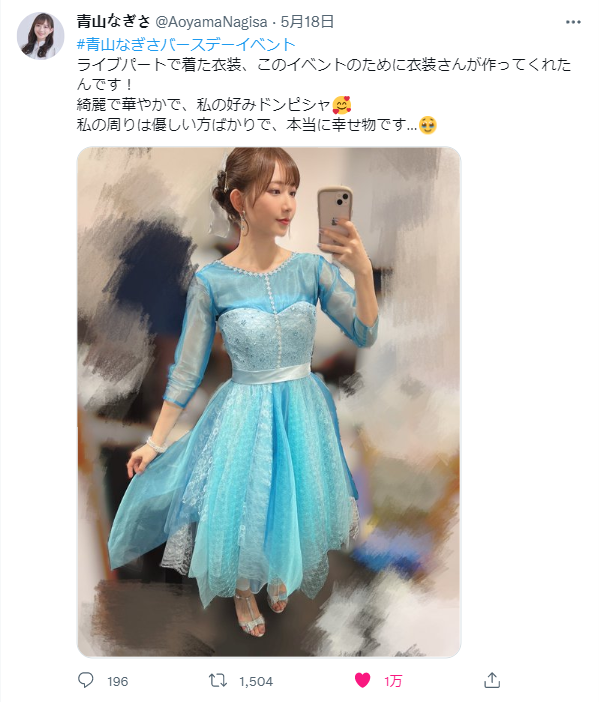 青山なぎさ @AoyamaNagisa · 5月18日
#青山なぎさバースデーイベント
ライブパートで着た衣装、このイベントのために衣装さんが作ってくれた
んです！
綺麗で華やかで、私の好みドンピシャ🥰
私の周りは優しい方ばかりで、本当に幸せ物です...🥹
196 1,504 1万